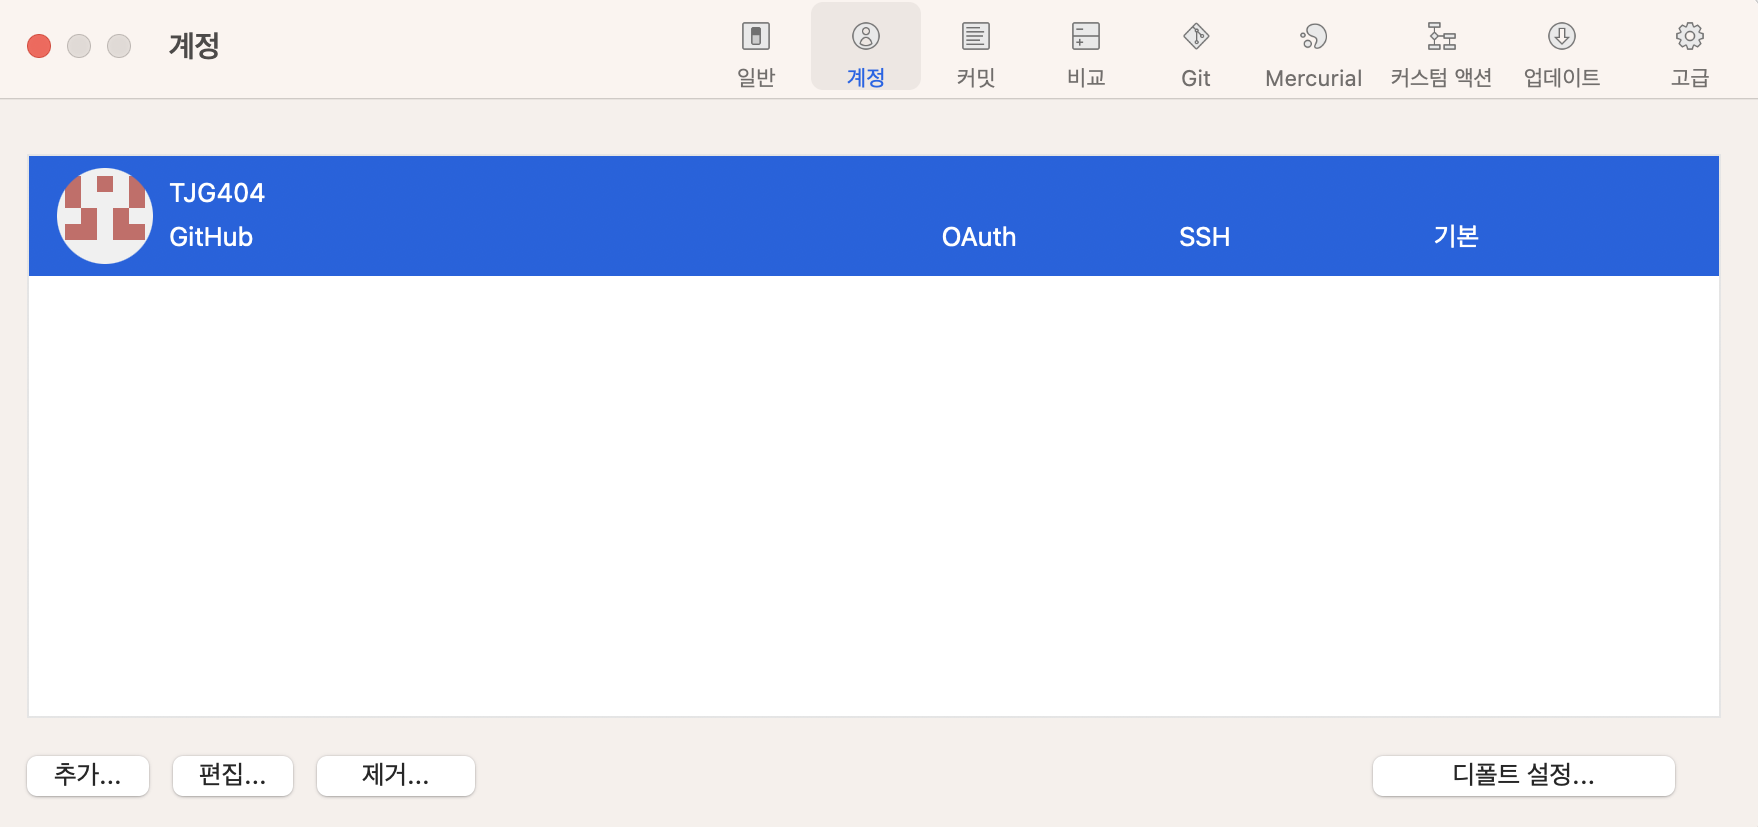 계정
일반
계정
커밋
비교
Git
Mercurial
커스텀 액션
업데이트
고급
TJG404
GitHub
OAuth
SSH
기본
추가...
편집...
제거...
디폴트 설정...